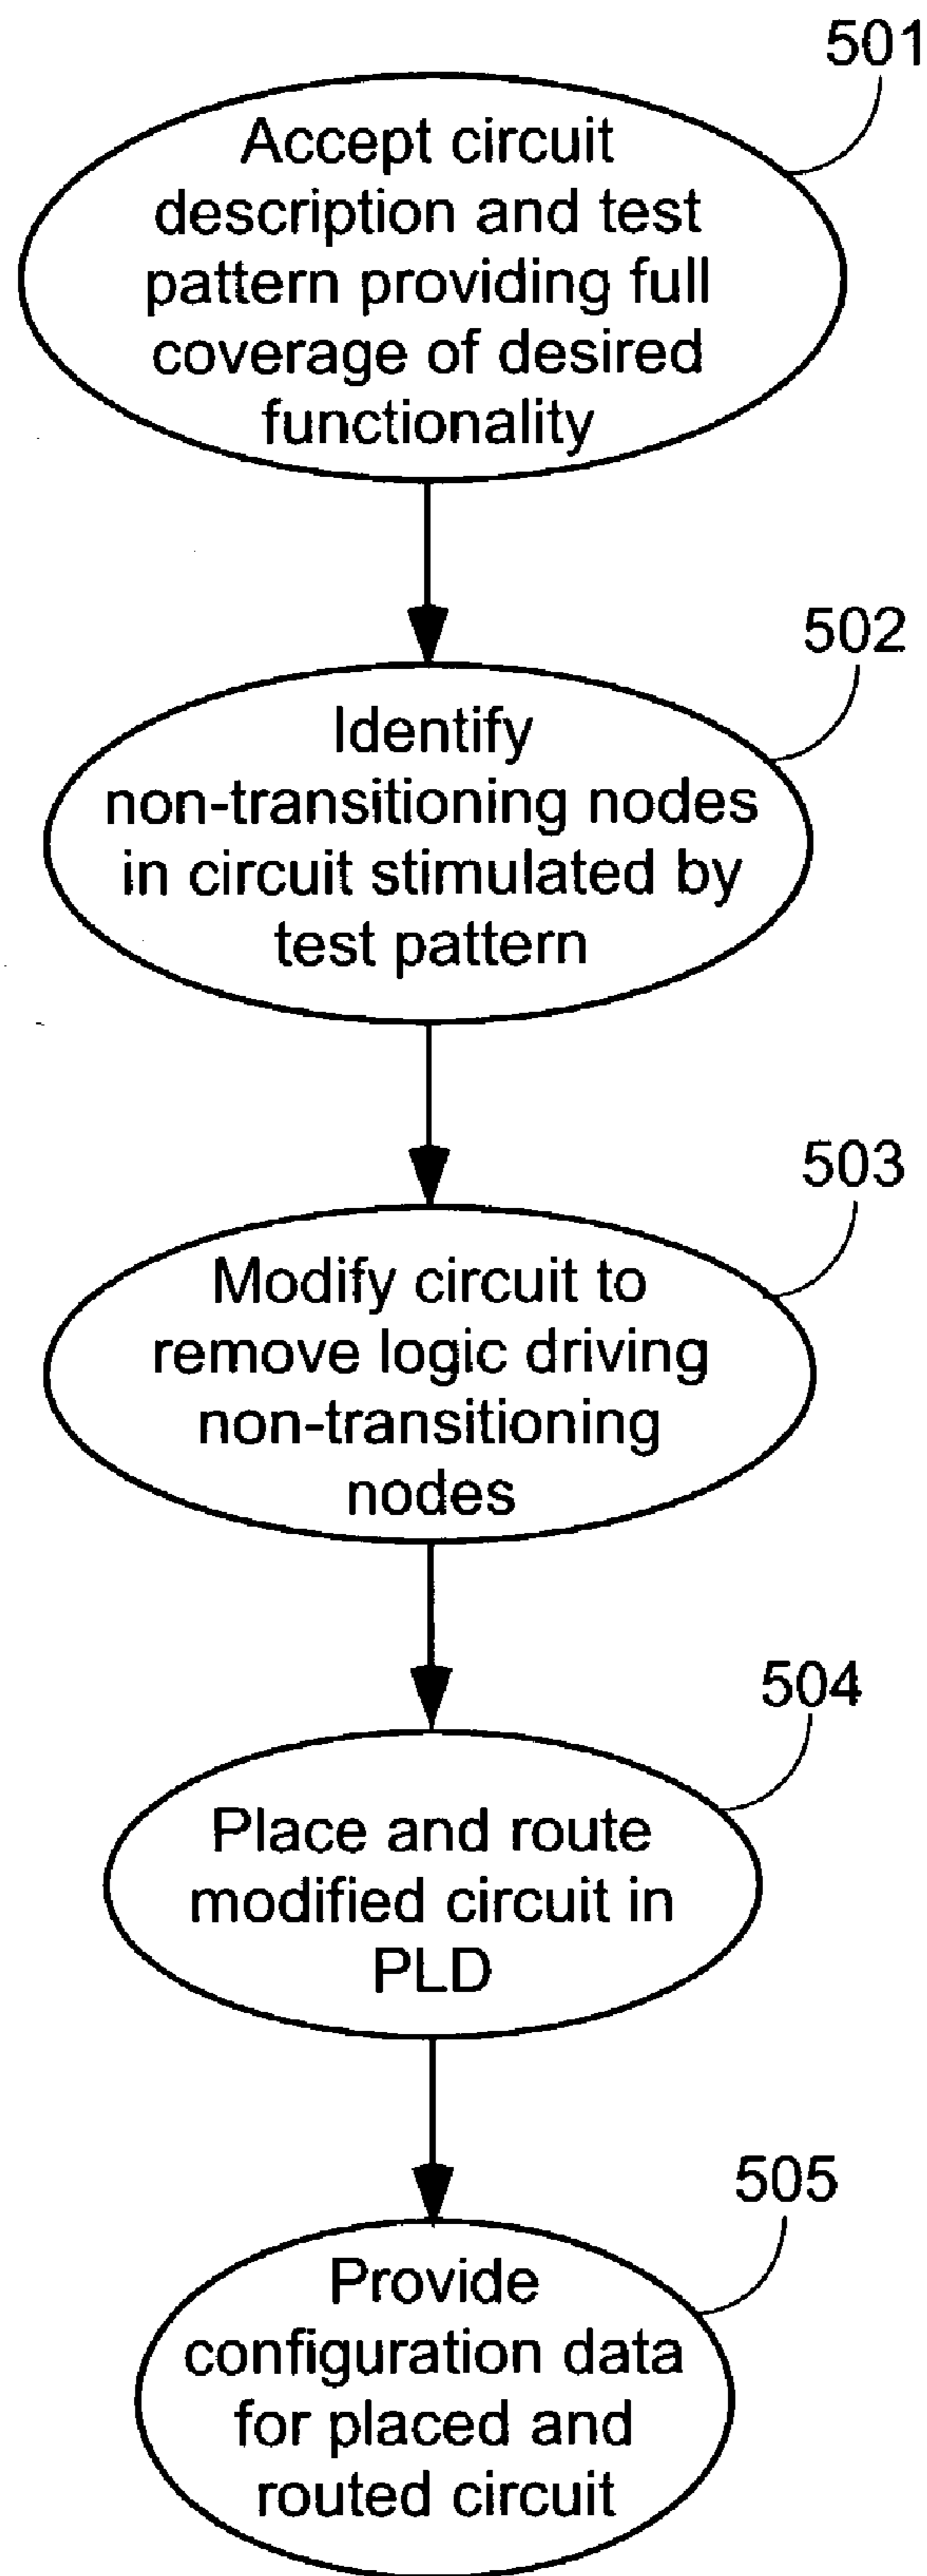 501
Accept circuit
description and test
pattern providing full
coverage of desired
functionality
502
Identify
non-transitioning nodes
in circuit stimulated by
test pattern
503
Modify circuit to
remove logic driving
non-transitioning
nodes
504
Place and route
modified circuit in
PLD
505
Provide
configuration data
for placed and
routed circuit